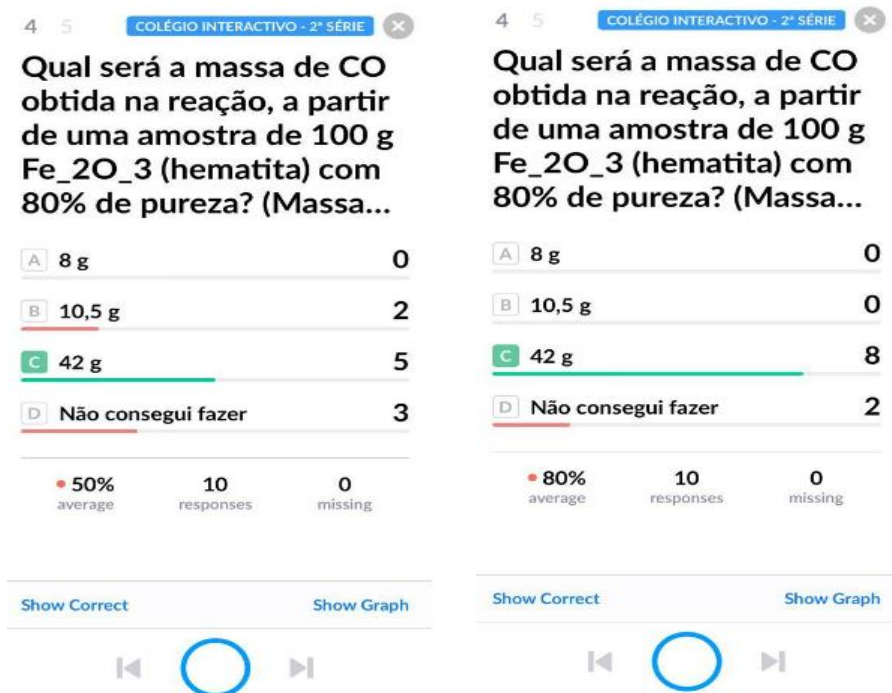 4 5 COLÉGIO INTERACTIVO - 2ª SÉRIE
Qual será a massa de CO
obtida na reação, a partir
de uma amostra de 100 g
Fe_2O_3 (hematita) com
80% de pureza? (Massa...
A 8 g 0
B 10,5 g 2
C 42 g 5
D Não consegui fazer 3
50% 10 0
average responses missing
Show Correct Show Graph
4 5 COLÉGIO INTERACTIVO - 2ª SÉRIE
Qual será a massa de CO
obtida na reação, a partir
de uma amostra de 100 g
Fe_2O_3 (hematita) com
80% de pureza? (Massa...
A 8 g 0
B 10,5 g 0
C 42 g 8
D Não consegui fazer 2
80% 10 0
average responses missing
Show Correct Show Graph